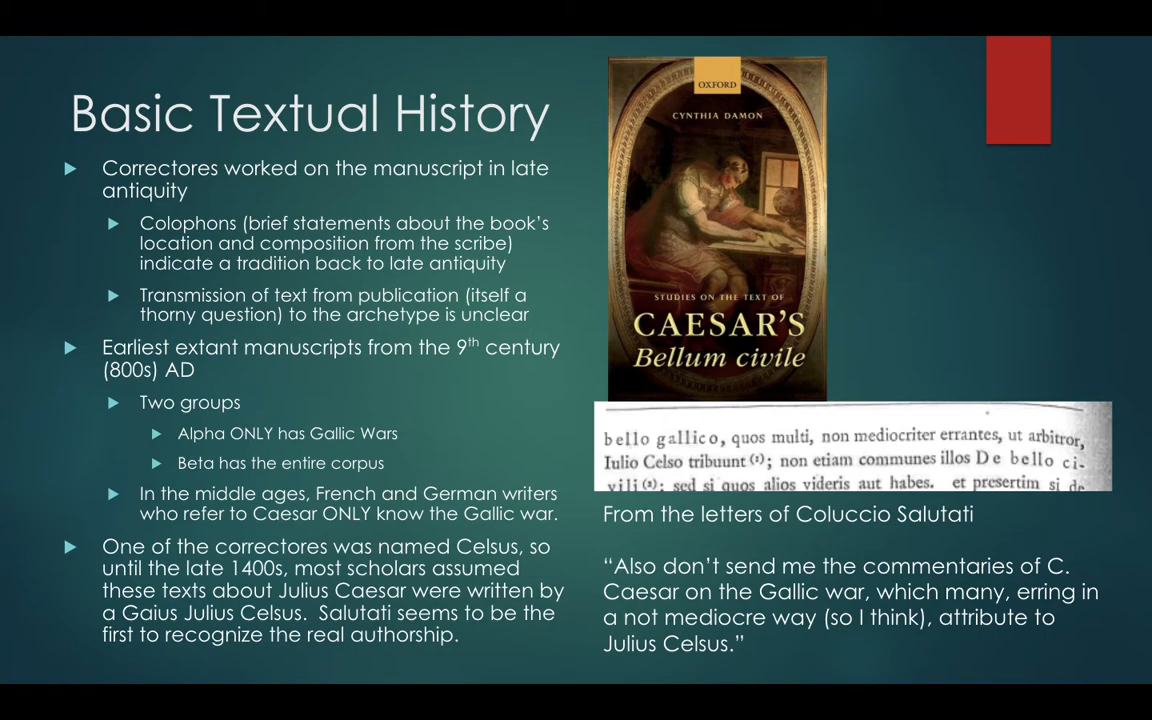 Basic Textual History
Correctores worked on the manuscript in late
antiquity
Colophons (brief statements about the book's
location and composition from the scribe)
indicate a tradition back to late antiquity
Transmission of text from publication (itself a
thorny question) to the archetype is unclear
Earliest extant manuscripts from the 9th century
(800s) AD
Two groups
Alpha ONLY has Gallic Wars
Beta has the entire corpus
In the middle ages, French and German writers
who refer to Caesar ONLY know the Gallic war.
One of the correctores was named Celsus, so
until the late 1400s, most scholars assumed
these texts about Julius Caesar were written by
a Gaius Julius Celsus. Salutati seems to be the
first to recognize the real authorship.
OXFORD
CYNTHIA DAMON
STUDIES ON THE TEXT OF
CAESAR'S
Bellum civile
bello gallico, quos multi, non mediocriter errantes, ut arbitror,
Iulio Celso tribuunt (1); non etiam communes illos De bello ci-
vili (2); sed si quos alios videris aut habes. et presertim si de
From the letters of Coluccio Salutati
“Also don't send me the commentaries of C.
Caesar on the Gallic war, which many, erring in
a not mediocre way (so I think), attribute to
Julius Celsus.”